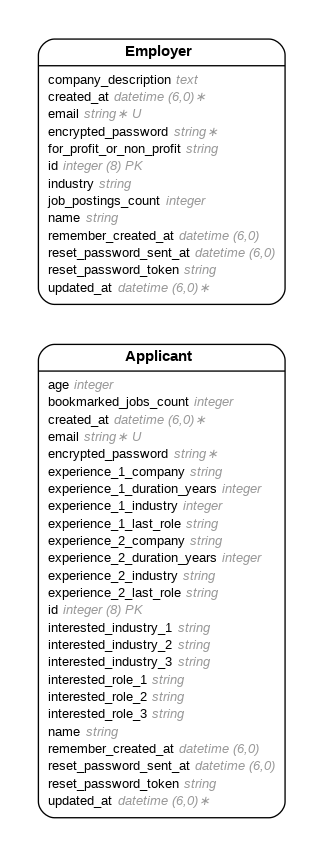 Employer
company_description text
created_at datetime (6,0)∗
email string∗ U
encrypted_password string∗
for_profit_or_non_profit string
id integer (8) PK
industry string
job_postings_count integer
name string
remember_created_at datetime (6,0)
reset_password_sent_at datetime (6,0)
reset_password_token string
updated_at datetime (6,0)∗
Applicant
age integer
bookmarked_jobs_count integer
created_at datetime (6,0)∗
email string∗ U
encrypted_password string∗
experience_1_company string
experience_1_duration_years integer
experience_1_industry integer
experience_1_last_role string
experience_2_company string
experience_2_duration_years integer
experience_2_industry string
experience_2_last_role string
id integer (8) PK
interested_industry_1 string
interested_industry_2 string
interested_industry_3 string
interested_role_1 string
interested_role_2 string
interested_role_3 string
name string
remember_created_at datetime (6,0)
reset_password_sent_at datetime (6,0)
reset_password_token string
updated_at datetime (6,0)∗